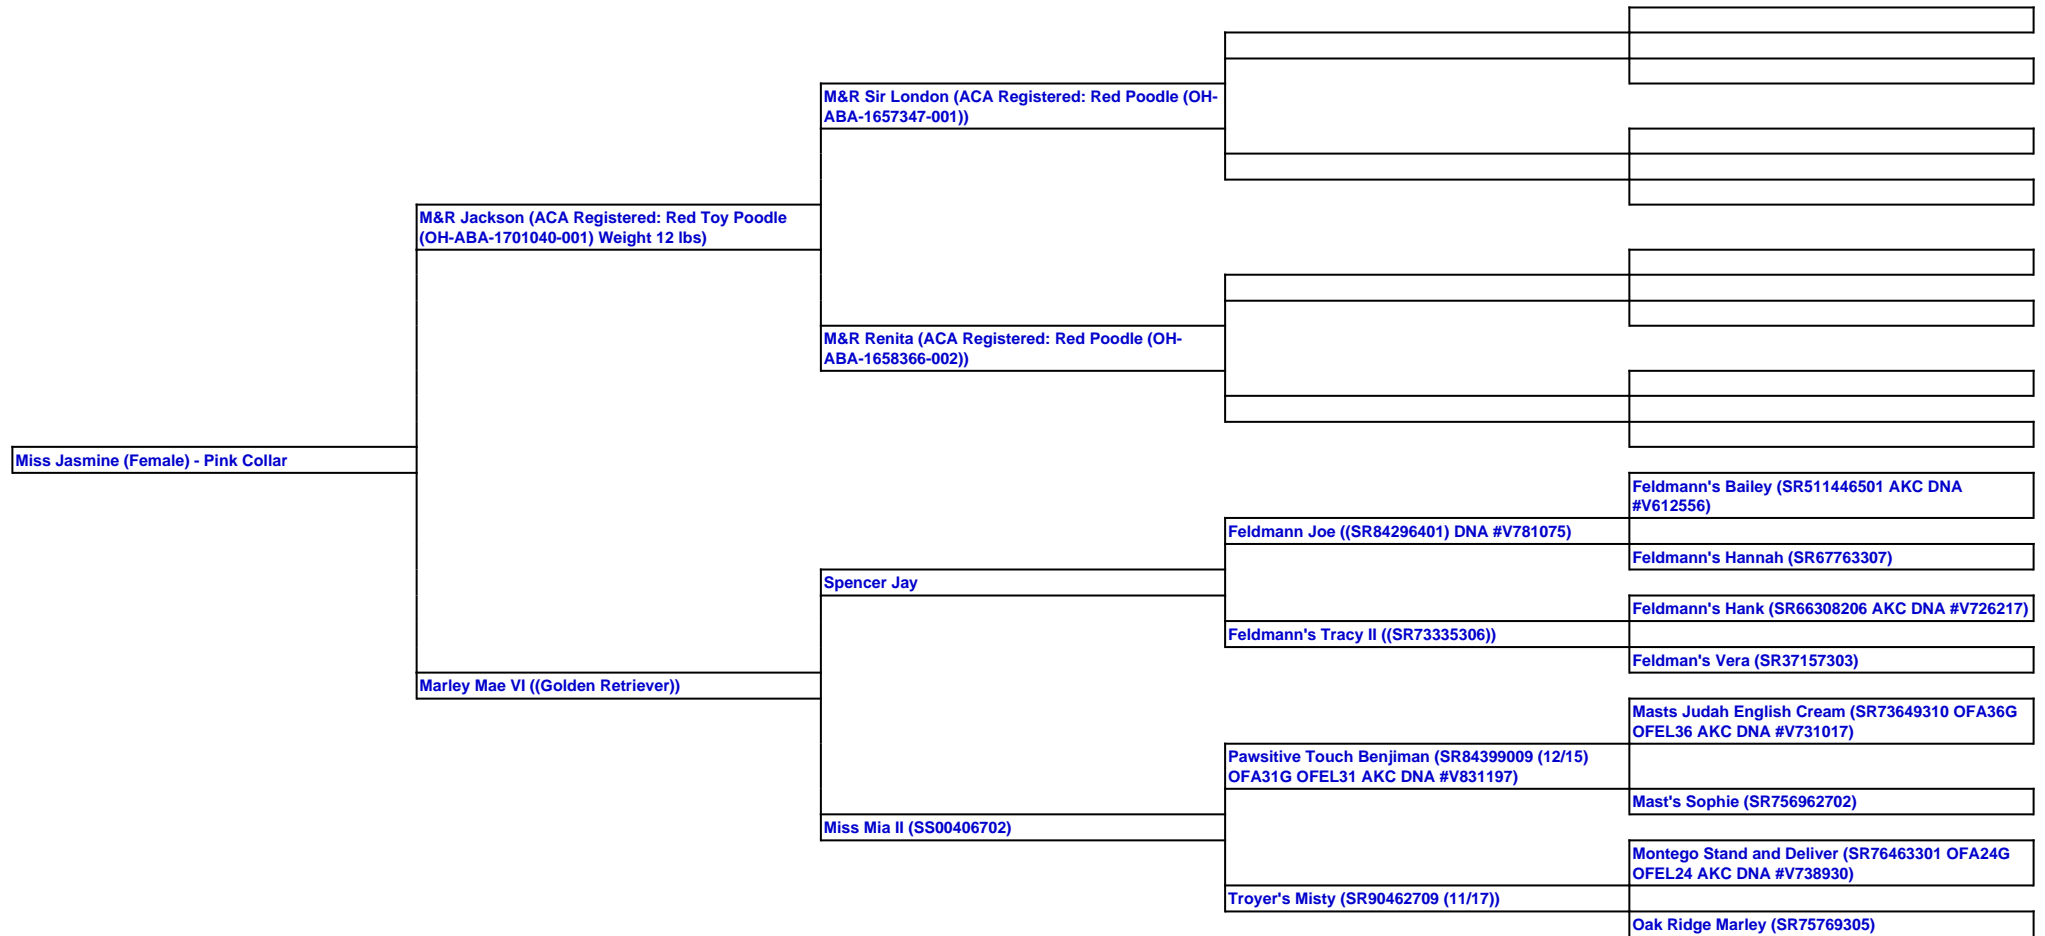 M&R Sir London (ACA Registered: Red Poodle (OH-
ABA-1657347-001))
M&R Jackson (ACA Registered: Red Toy Poodle
(OH-ABA-1701040-001) Weight 12 lbs)
M&R Renita (ACA Registered: Red Poodle (OH-
ABA-1658366-002))
Miss Jasmine (Female) - Pink Collar
Feldmann's Bailey (SR511446501 AKC DNA
#V612556)
Feldmann Joe ((SR84296401) DNA #V781075)
Feldmann's Hannah (SR67763307)
Spencer Jay
Feldmann's Hank (SR66308206 AKC DNA #V726217)
Feldmann's Tracy II ((SR73335306))
Feldman's Vera (SR37157303)
Marley Mae VI ((Golden Retriever))
Masts Judah English Cream (SR73649310 OFA36G
OFEL36 AKC DNA #V731017)
Pawsitive Touch Benjiman (SR84399009 (12/15)
OFA31G OFEL31 AKC DNA #V831197)
Mast's Sophie (SR756962702)
Miss Mia II (SS00406702)
Montego Stand and Deliver (SR76463301 OFA24G
OFEL24 AKC DNA #V738930)
Troyer's Misty (SR90462709 (11/17))
Oak Ridge Marley (SR75769305)